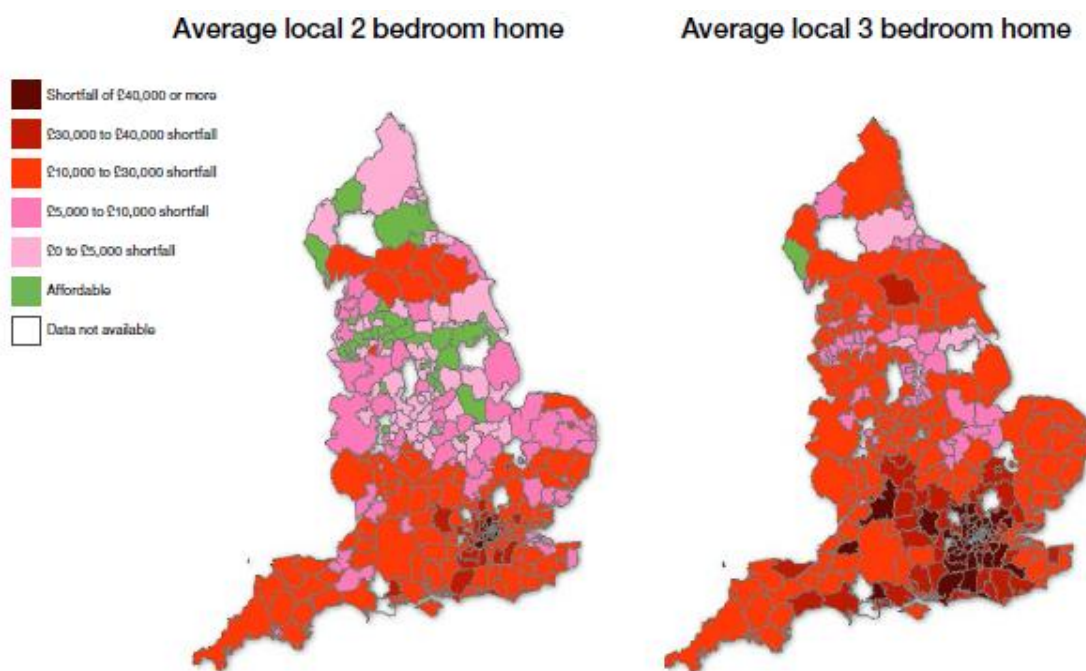 Average local 2 bedroom home
Average local 3 bedroom home
Shortfall of £40,000 or more
£30,000 to £40,000 shortfall
£10,000 to £30,000 shortfall
£5,000 to £10,000 shortfall
£0 to £5,000 shortfall
Affordable
Data not available